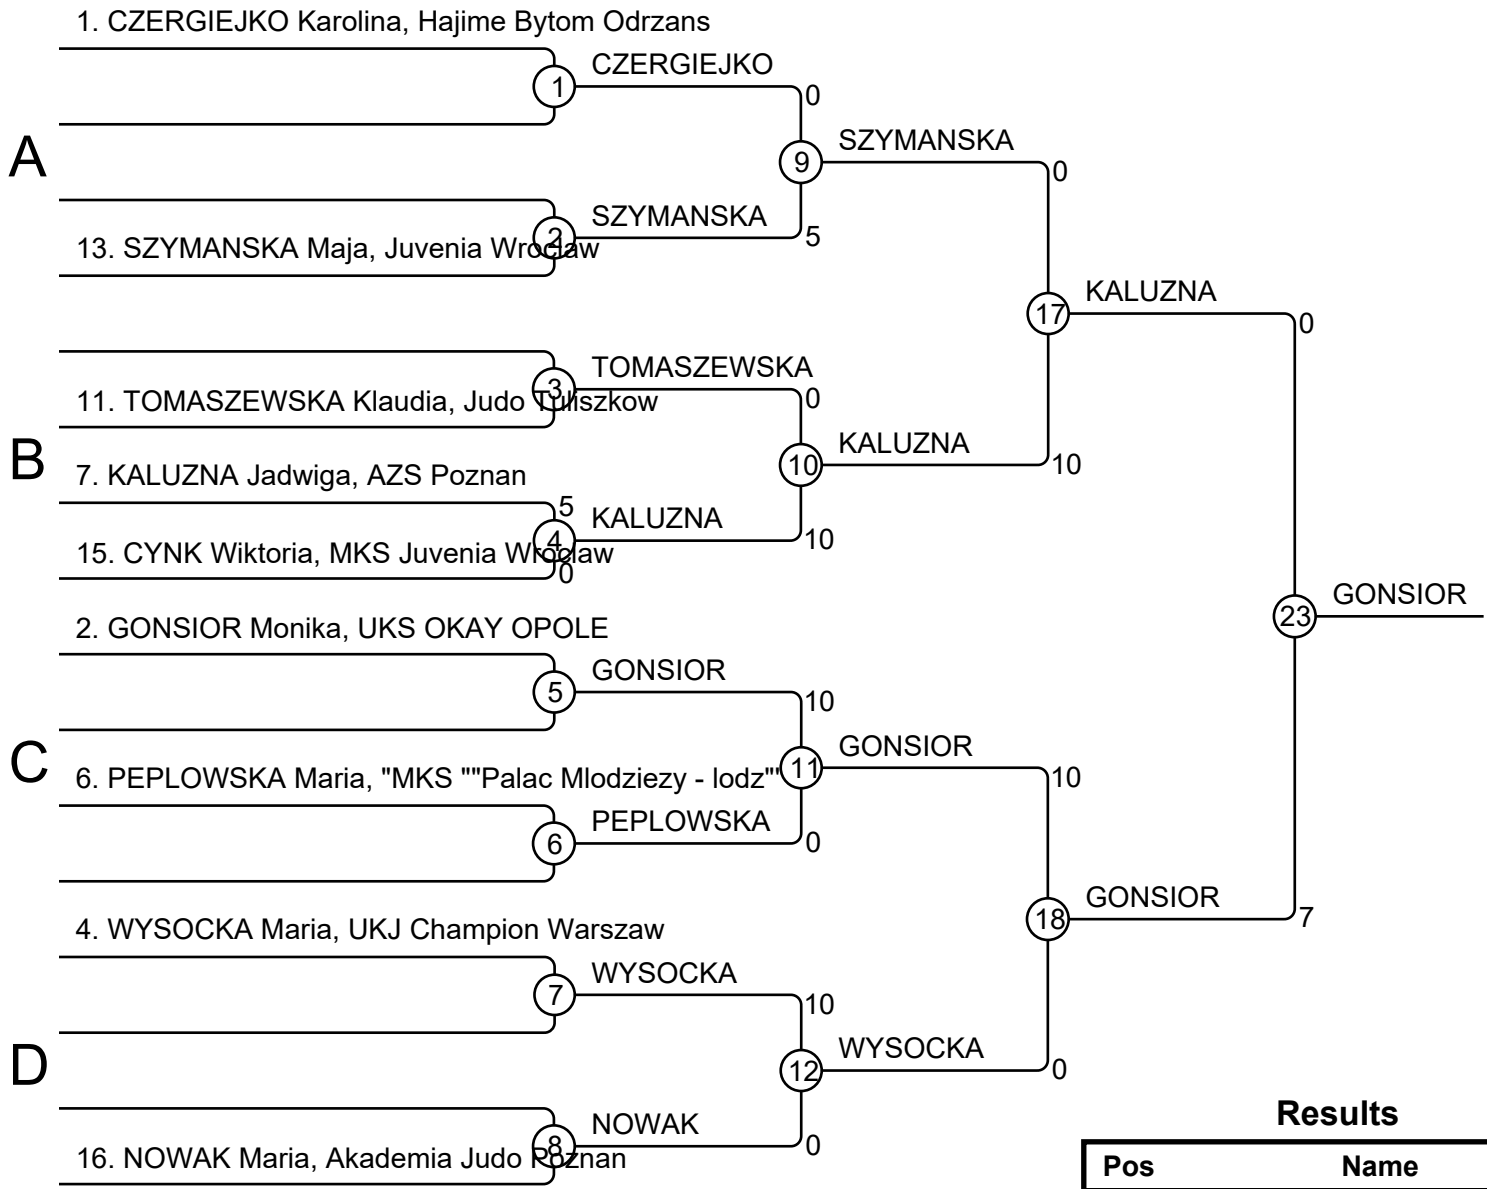 1. CZERGIEJKO Karolina, Hajime Bytom Odrzans
CZERGIEJKO
1
0
A
9
SZYMANSKA
0
SZYMANSKA
2
5
13. SZYMANSKA Maja, Juvenia Wroclaw
17
KALUZNA
0
TOMASZEWSKA
3
0
11. TOMASZEWSKA Klaudia, Judo Tuliszkow
B
10
KALUZNA
10
7. KALUZNA Jadwiga, AZS Poznan
5
KALUZNA
4
10
15. CYNK Wiktoria, MKS Juvenia Wroclaw
0
23
GONSIOR
2. GONSIOR Monika, UKS OKAY OPOLE
GONSIOR
5
10
C
11
GONSIOR
10
6. PEPLOWSKA Maria, "MKS ""Palac Mlodziezy - lodz""
PEPLOWSKA
6
0
18
GONSIOR
7
4. WYSOCKA Maria, UKJ Champion Warszaw
WYSOCKA
7
10
D
12
WYSOCKA
0
NOWAK
8
0
16. NOWAK Maria, Akademia Judo Poznan
Results
Pos Name